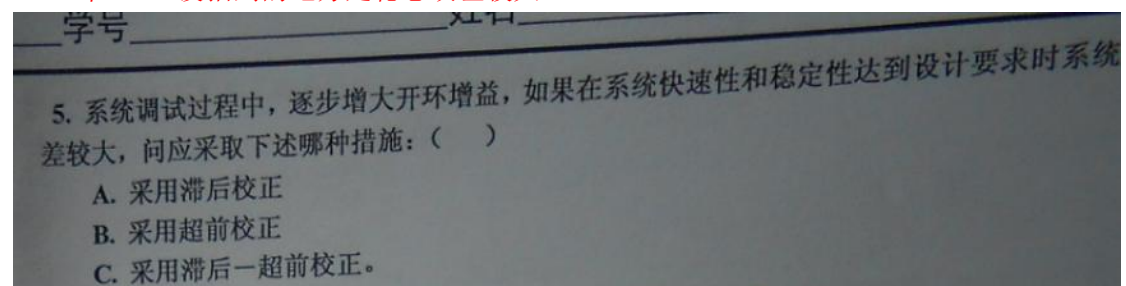 学号 姓名
5. 系统调试过程中，逐步增大开环增益，如果在系统快速性和稳定性达到设计要求时系统
差较大，问应采取下述哪种措施：（ ）
A. 采用滞后校正
B. 采用超前校正
C. 采用滞后－超前校正。